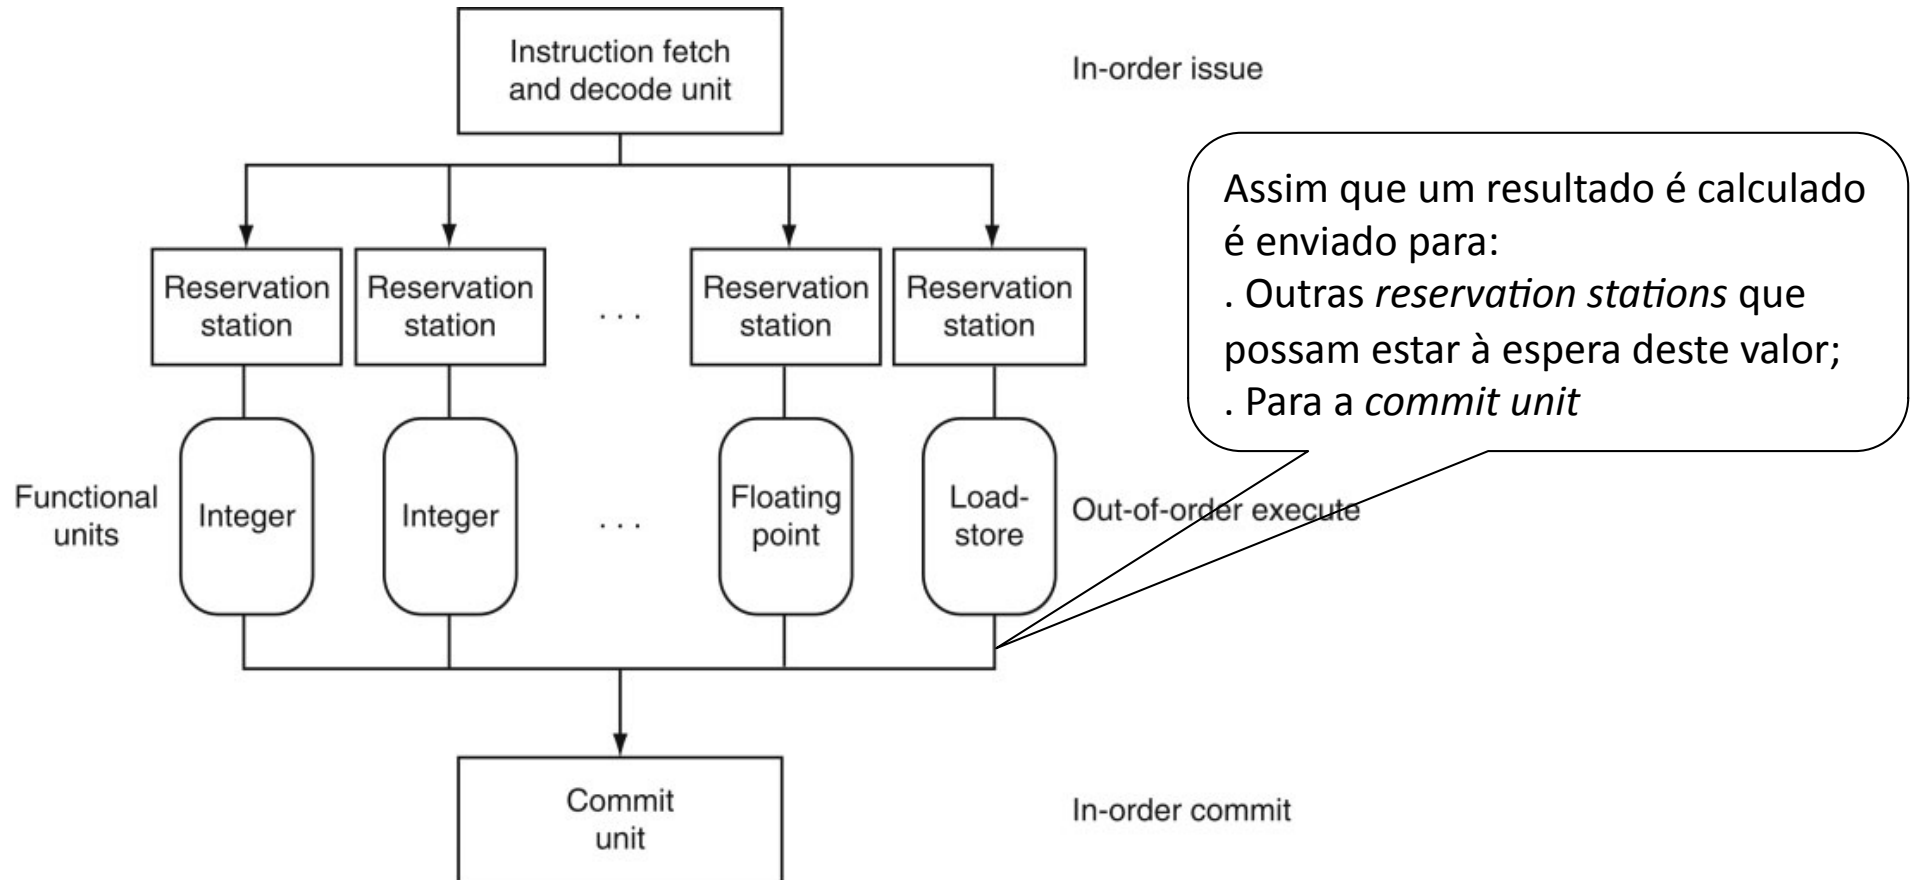 Instruction fetch
and decode unit
In-order issue
Assim que um resultado é calculado
é enviado para:
. Outras reservation stations que
possam estar à espera deste valor;
. Para a commit unit
Reservation
station
Reservation
station
. . .
Reservation
station
Reservation
station
Functional
units
Integer
Integer
. . .
Floating
point
Load-
store
Out-of-order execute
Commit
unit
In-order commit